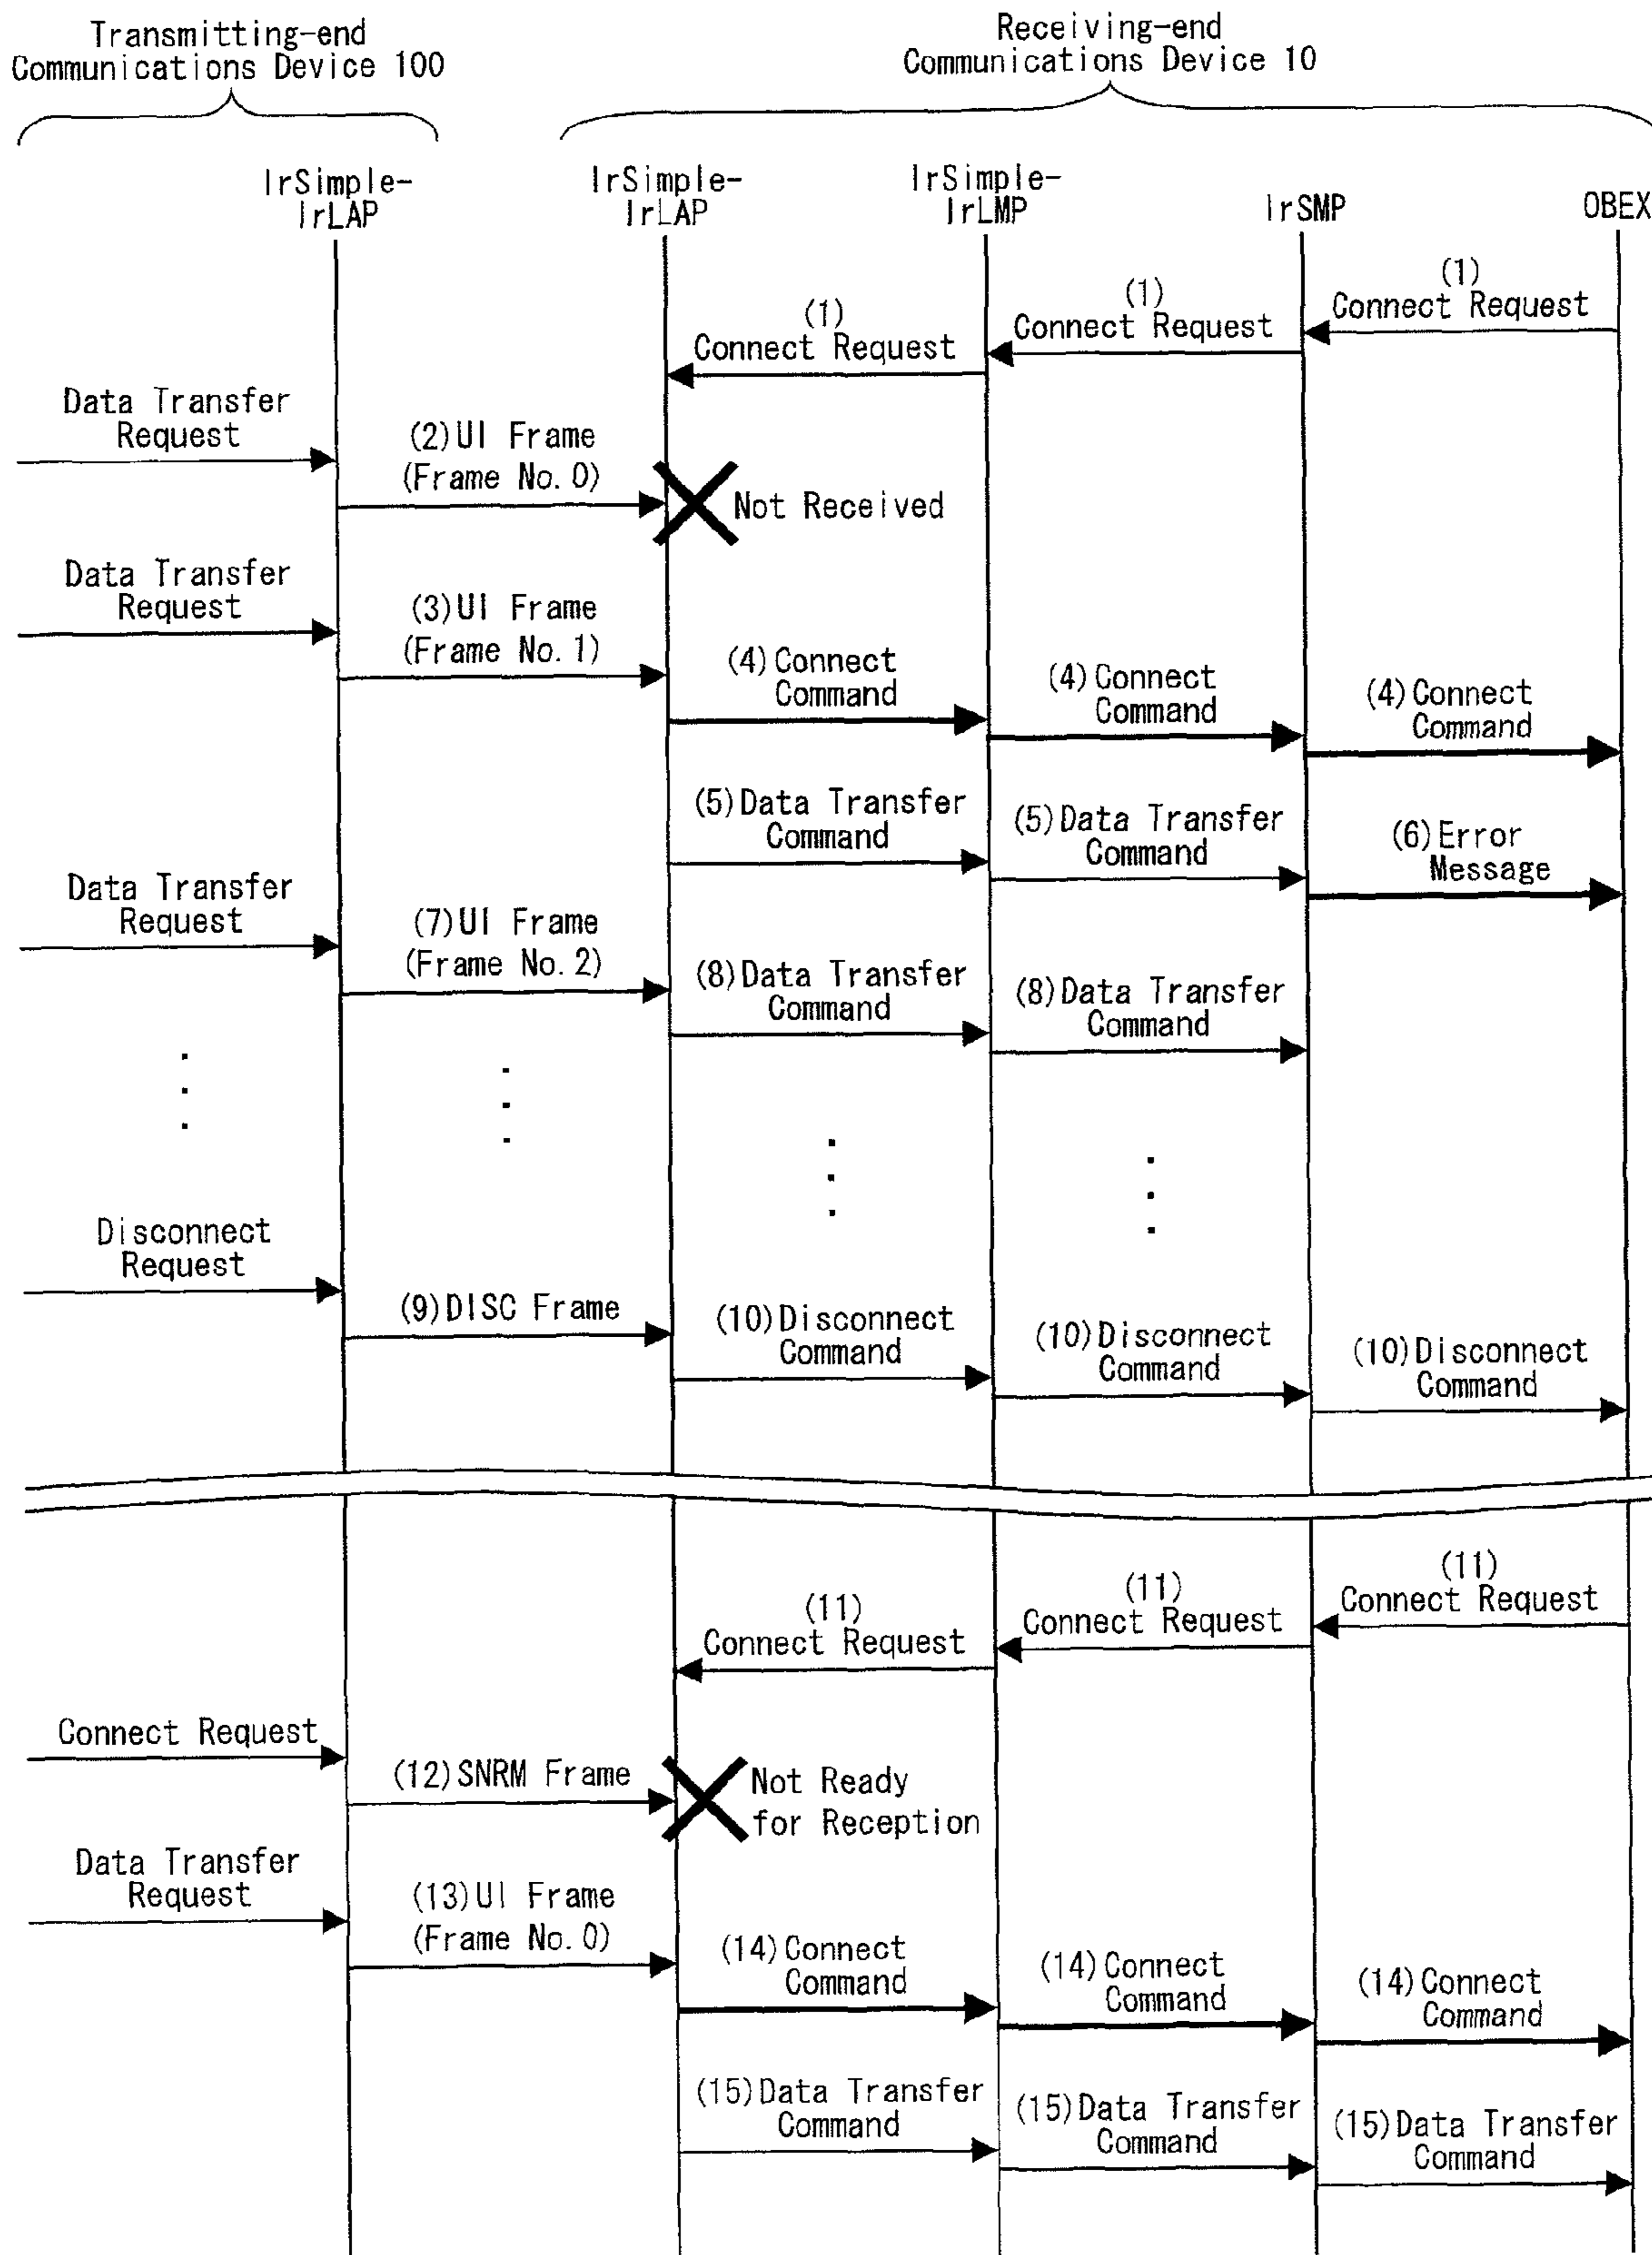 Transmitting-end
Communications Device 100
Receiving-end
Communications Device 10
IrSimple-
IrLAP
IrSimple-
IrLAP
IrSimple-
IrLMP
IrSMP
OBEX
(1)
Connect Request
(1)
Connect Request
(1)
Connect Request
Data Transfer
Request
(2)UI Frame
(Frame No.0)
Not Received
Data Transfer
Request
(3)UI Frame
(Frame No.1)
(4)Connect
Command
(4)Connect
Command
(4)Connect
Command
(5)Data Transfer
Command
(5)Data Transfer
Command
(6)Error
Message
Data Transfer
Request
(7)UI Frame
(Frame No.2)
(8)Data Transfer
Command
(8)Data Transfer
Command
Disconnect
Request
(9)DISC Frame
(10)Disconnect
Command
(10)Disconnect
Command
(10)Disconnect
Command
(11)
Connect Request
(11)
Connect Request
(11)
Connect Request
Connect Request
(12)SNRM Frame
Not Ready
for Reception
Data Transfer
Request
(13)UI Frame
(Frame No.0)
(14)Connect
Command
(14)Connect
Command
(14)Connect
Command
(15)Data Transfer
Command
(15)Data Transfer
Command
(15)Data Transfer
Command